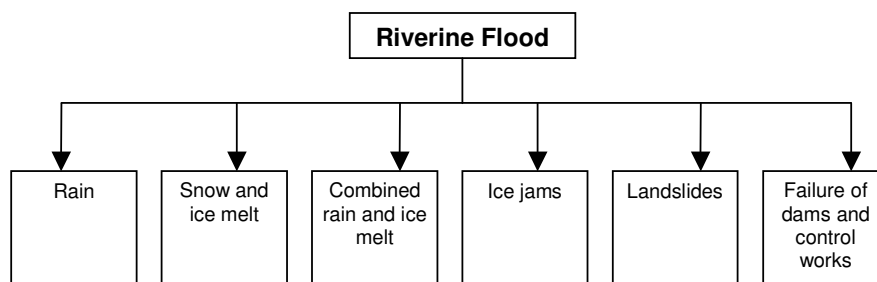 Riverine Flood
Rain
Snow and
ice melt
Combined
rain and ice
melt
Ice jams
Landslides
Failure of
dams and
control
works